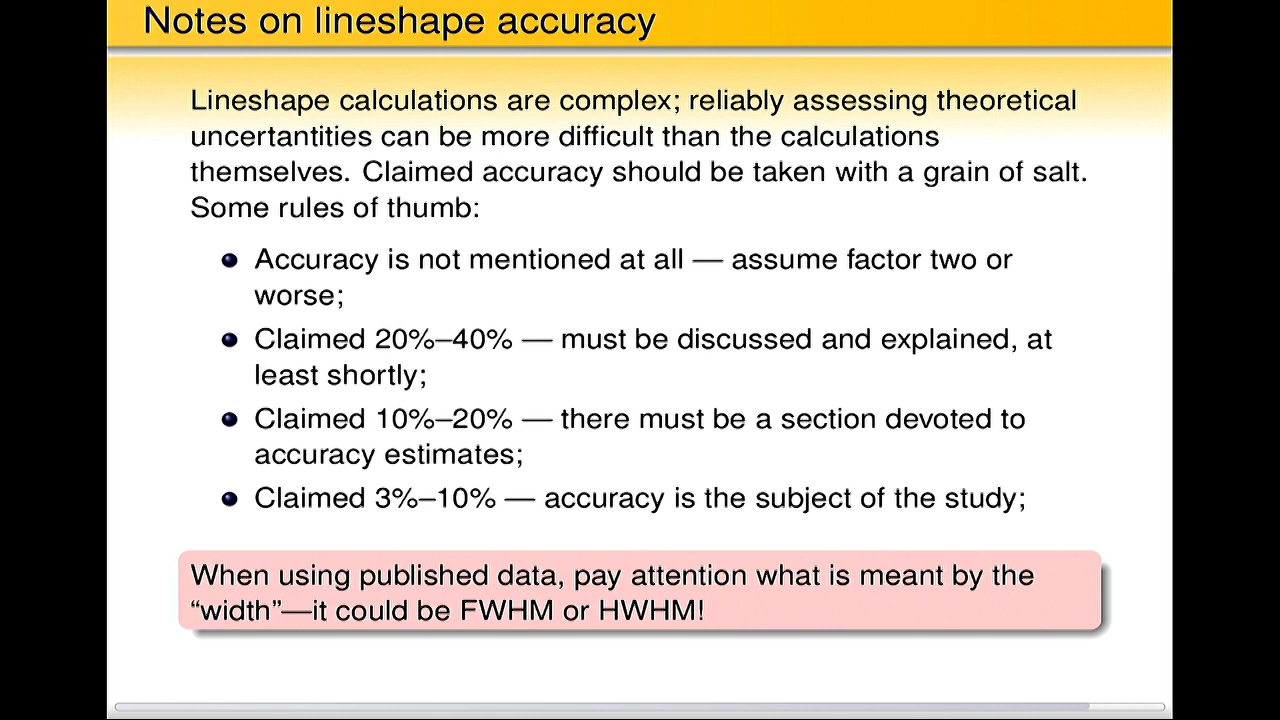 Notes on lineshape accuracy
Lineshape calculations are complex; reliably assessing theoretical
uncertantities can be more difficult than the calculations
themselves. Claimed accuracy should be taken with a grain of salt.
Some rules of thumb:
Accuracy is not mentioned at all — assume factor two or
worse;
Claimed 20%–40% — must be discussed and explained, at
least shortly;
Claimed 10%–20% — there must be a section devoted to
accuracy estimates;
Claimed 3%–10% — accuracy is the subject of the study;
When using published data, pay attention what is meant by the
“width”—it could be FWHM or HWHM!